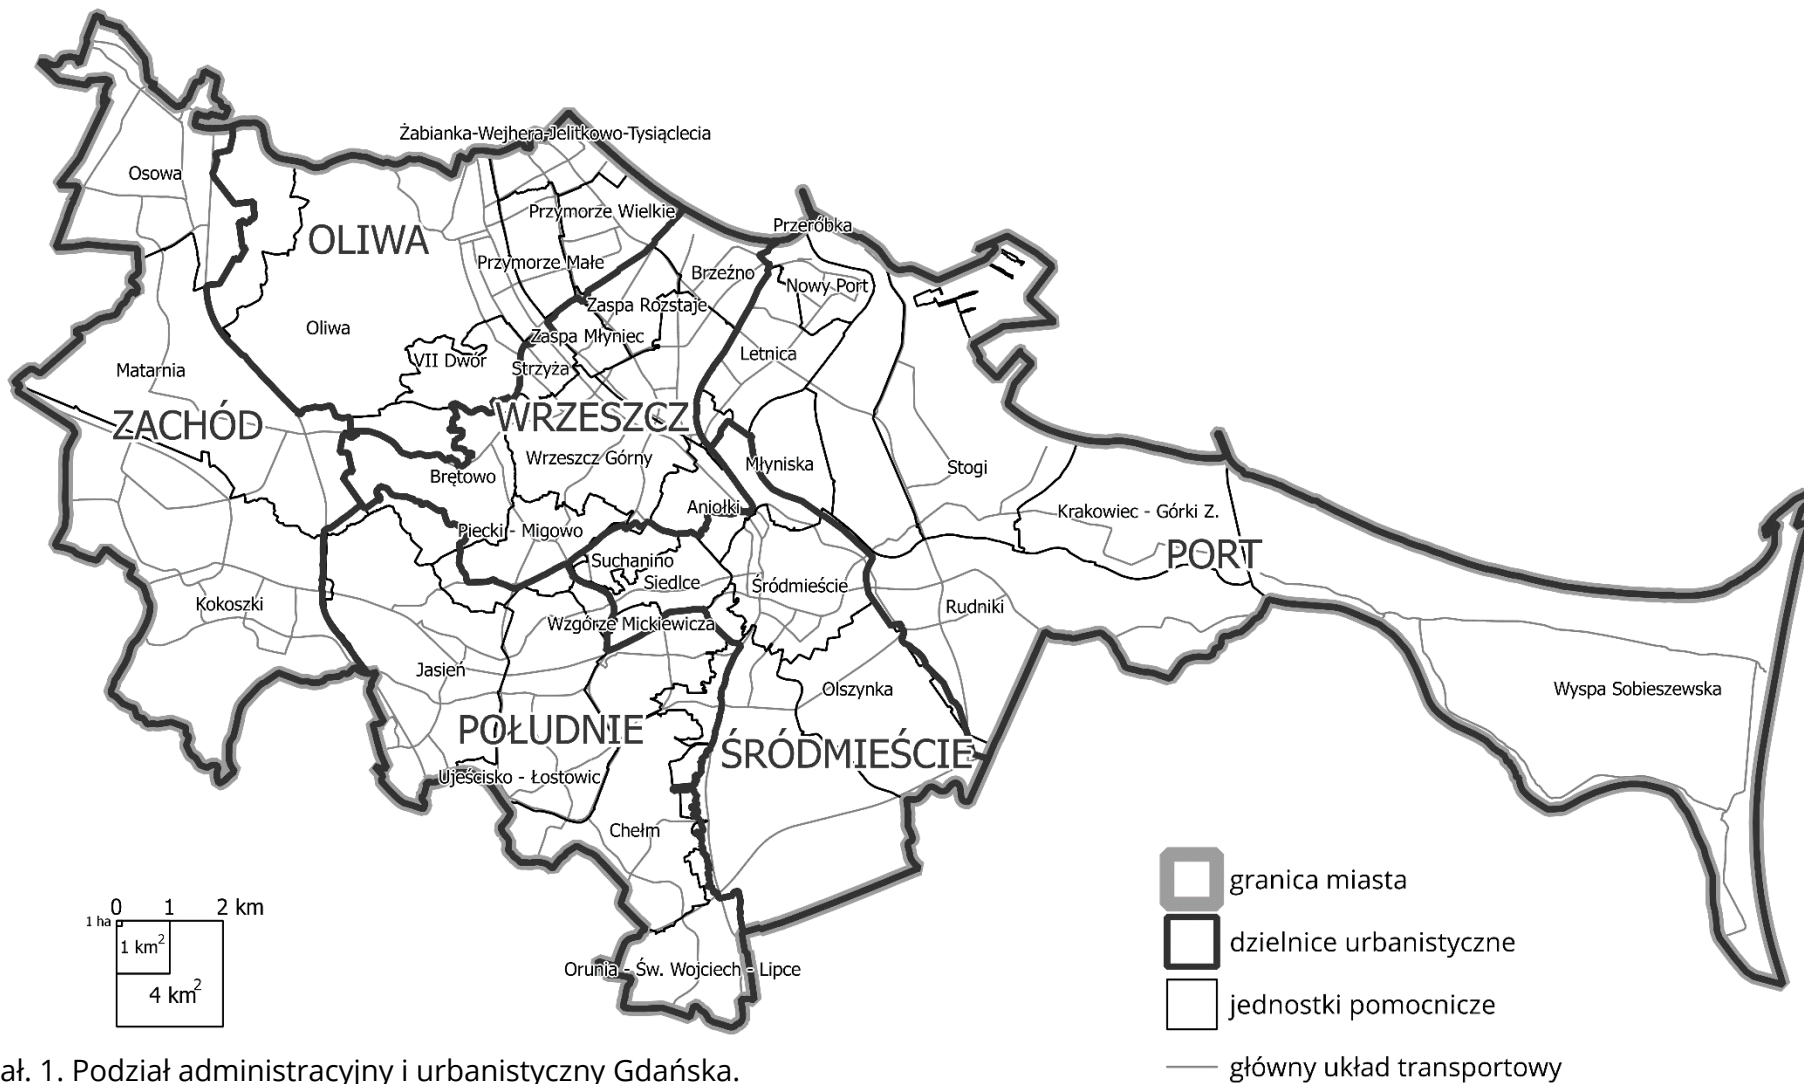 Żabianka-Wejhera-Jelitkowo-Tysiąclecia
Osowa
Przymorze Wielkie
Przeróbka
OLIWA
Przymorze Małe
Brzeźno
Nowy Port
Zaspa Rozstaje
Oliwa
Zaspa Młyniec
Letnica
VII Dwór
Strzyża
Matarnia
ZACHÓD
WRZESZCZ
Wrzeszcz Górny
Młyniska
Stogi
Brętowo
Aniołki
Krakowiec - Górki Z.
Piecki - Migowo
PORT
Suchanino
Siedlce
Śródmieście
Kokoszki
Rudniki
Wzgórze Mickiewicza
Jasień
Olszynka
Wyspa Sobieszewska
POŁUDNIE
ŚRÓDMIEŚCIE
Ujeścisko - Łostowic
Chełm
Orunia - Św. Wojciech - Lipce
0 1 2 km
1 ha
1 km²
4 km²
granica miasta
dzielnice urbanistyczne
jednostki pomocnicze
główny układ transportowy
ał. 1. Podział administracyjny i urbanistyczny Gdańska.